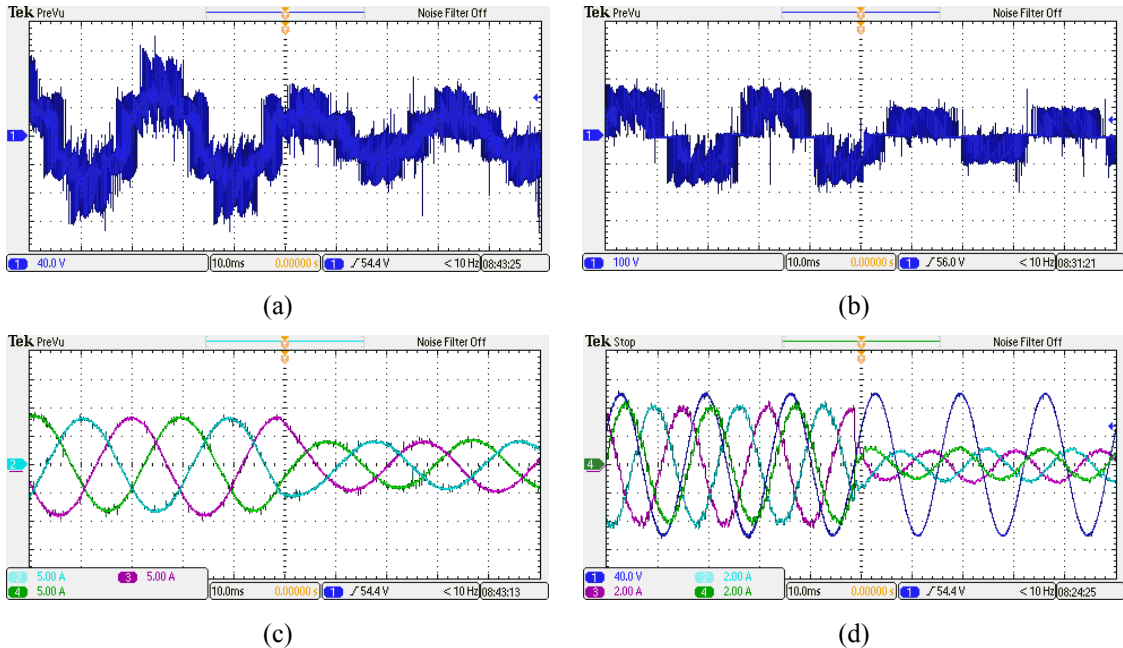 Tek PreVu Noise Filter Off
1
1 40.0 V 10.0ms 0.00000 s 1 54.4 V < 10 Hz 08:43:25
(a)
Tek PreVu Noise Filter Off
1
1 100 V 10.0ms 0.00000 s 1 56.0 V < 10 Hz 08:31:21
(b)
Tek PreVu Noise Filter Off
2
2 5.00 A 3 5.00 A
4 5.00 A 10.0ms 0.00000 s 1 54.4 V < 10 Hz 08:43:13
(c)
Tek Stop Noise Filter Off
4
1 40.0 V 2 2.00 A
3 2.00 A 4 2.00 A 10.0ms 0.00000 s 1 54.4 V < 10 Hz 08:24:25
(d)